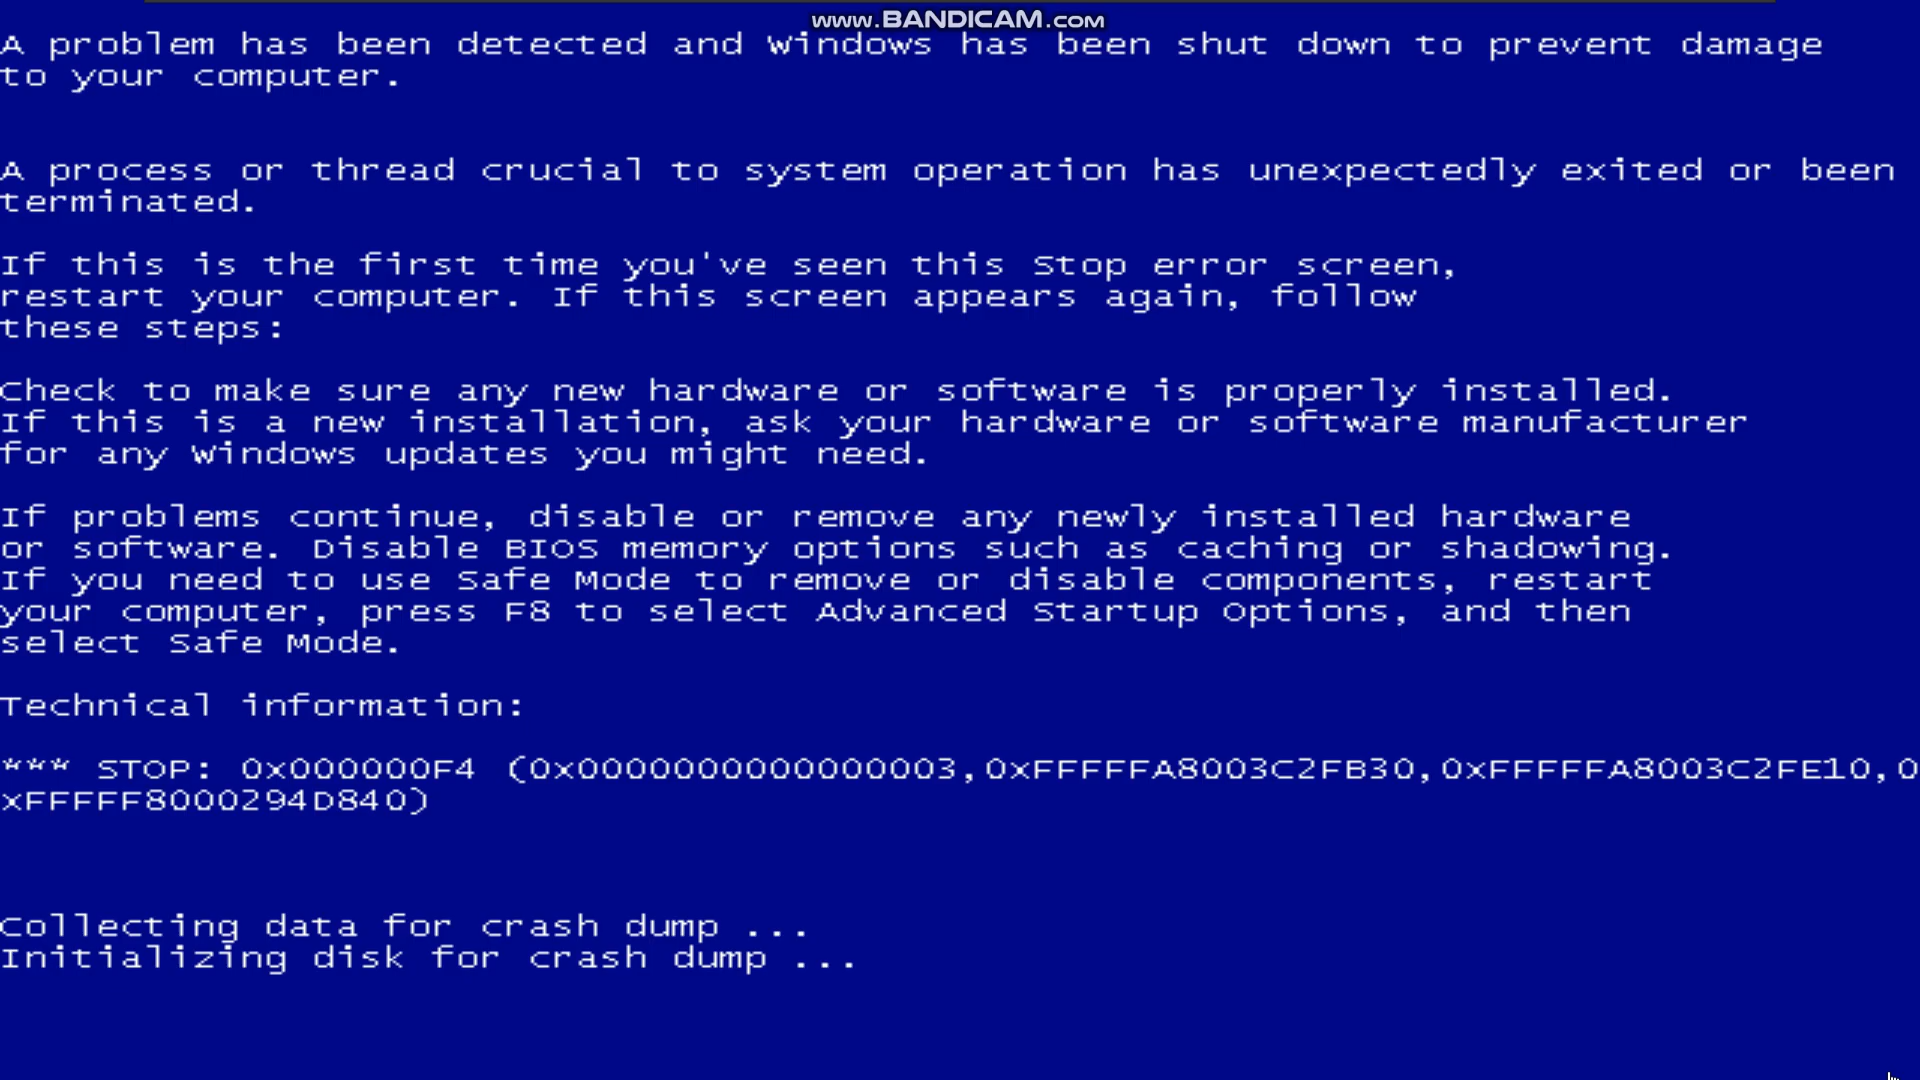 www.BANDICAM.com
A problem has been detected and Windows has been shut down to prevent damage
to your computer.
A process or thread crucial to system operation has unexpectedly exited or been
terminated.
If this is the first time you've seen this Stop error screen,
restart your computer. If this screen appears again, follow
these steps:
Check to make sure any new hardware or software is properly installed.
If this is a new installation, ask your hardware or software manufacturer
for any Windows updates you might need.
If problems continue, disable or remove any newly installed hardware
or software. Disable BIOS memory options such as caching or shadowing.
If you need to use Safe Mode to remove or disable components, restart
your computer, press F8 to select Advanced Startup Options, and then
select Safe Mode.
Technical information:
*** STOP: 0x000000F4 (0x0000000000000003,0xFFFFFA8003C2FB30,0xFFFFFA8003C2FE10,0
xFFFFF8000294D840)
Collecting data for crash dump ...
Initializing disk for crash dump ...